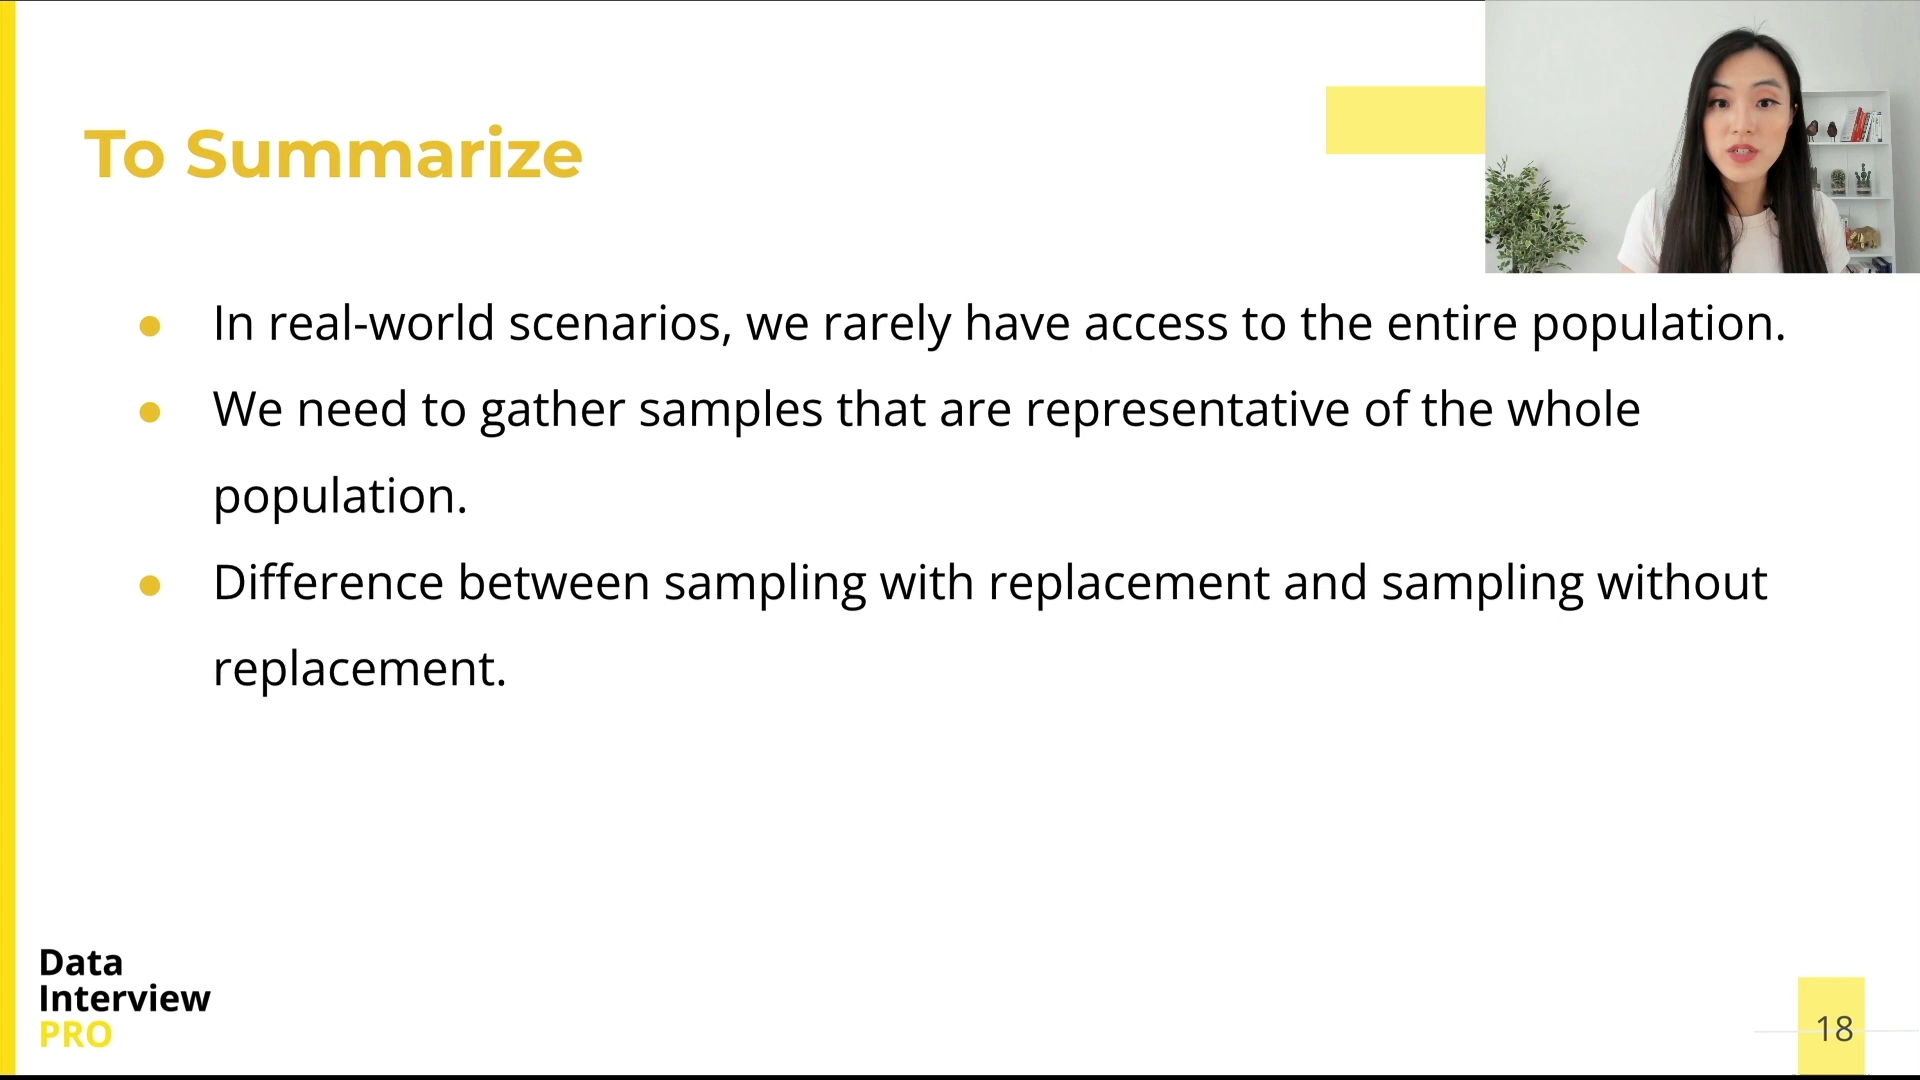 To Summarize
● In real-world scenarios, we rarely have access to the entire population.
● We need to gather samples that are representative of the whole
population.
● Difference between sampling with replacement and sampling without
replacement.
Data
Interview
PRO
18